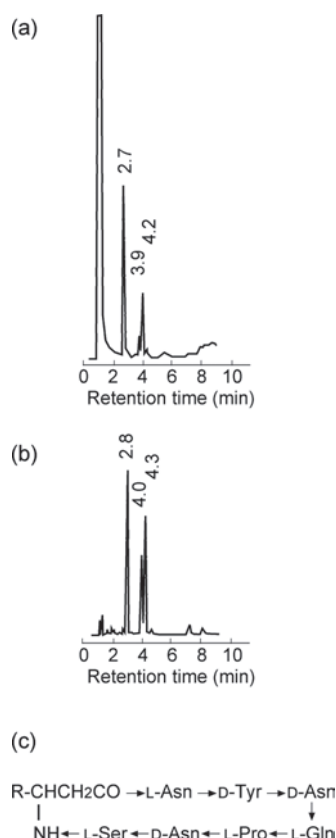 (a)
2.7
3.9
4.2
0 2 4 6 8 10
Retention time (min)
(b)
2.8
4.0
4.3
0 2 4 6 8 10
Retention time (min)
(c)
R-CHCH2CO → L-Asn → D-Tyr → D-Asn
NH ← L-Ser ← D-Asn ← L-Pro ← L-Gln